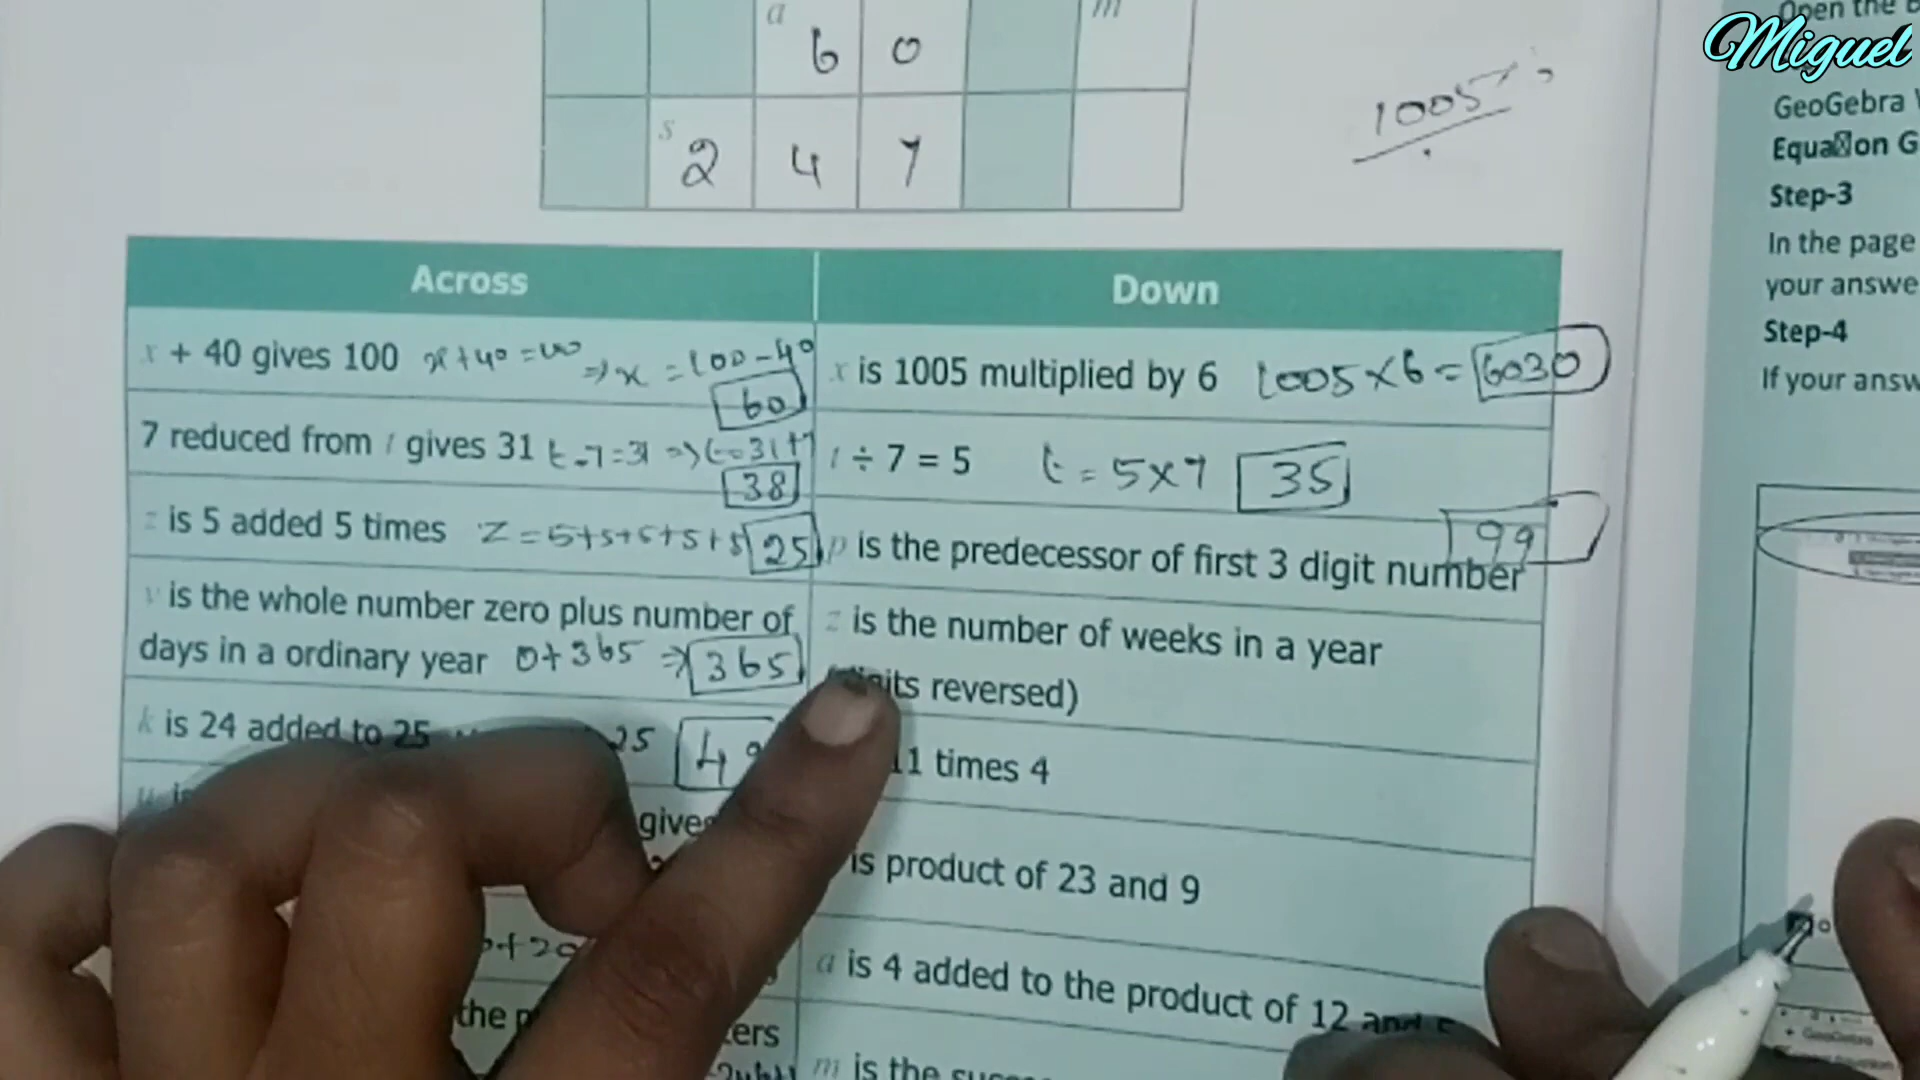 a
6 0
m
s
2 4 7
1005
Miguel
Open the
GeoGebra
Step-3
In the page
your answe
Step-4
If your answ
Across
Down
x + 40 gives 100 x+40=100 ⇒ x = 100-40
60
x is 1005 multiplied by 6 1005×6 = 6030
7 reduced from t gives 31 t-7=31 ⇒ t=31+7
38
t ÷ 7 = 5 t = 5×7 35
z is 5 added 5 times z = 5+5+5+5+5 25
p is the predecessor of first 3 digit number
99
v is the whole number zero plus number of
days in a ordinary year 0+365 ⇒ 365
z is the number of weeks in a year
reversed)
k is 24 added to 25 25 49
11 times 4
gives
is product of 23 and 9
+20
a is 4 added to the product of 12 and
the
m is the